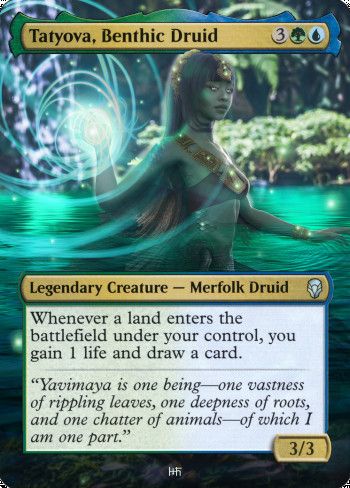 Tatyova, Benthic Druid 3
Legendary Creature — Merfolk Druid
Whenever a land enters the
battlefield under your control, you
gain 1 life and draw a card.
“Yavimaya is one being—one vastness
of rippling leaves, one deepness of roots,
and one chatter of animals—of which I
am one part.”
3/3